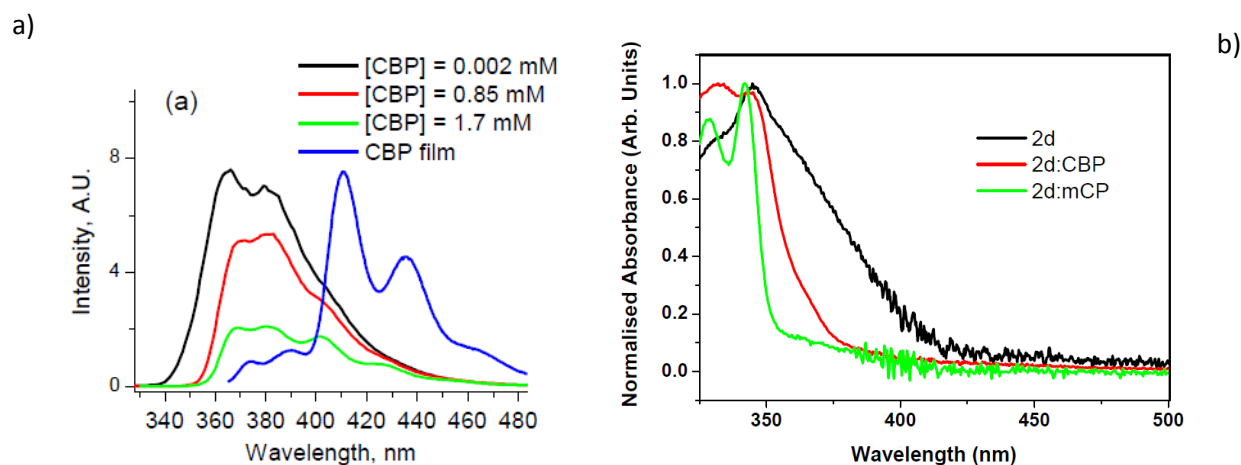 a)
(a)
[CBP] = 0.002 mM
[CBP] = 0.85 mM
[CBP] = 1.7 mM
CBP film
Intensity, A.U.
8
4
0
340 360 380 400 420 440 460 480
Wavelength, nm
b)
Normalised Absorbance (Arb. Units)
1.0
0.8
0.6
0.4
0.2
0.0
2d
2d:CBP
2d:mCP
350 400 450 500
Wavelength (nm)